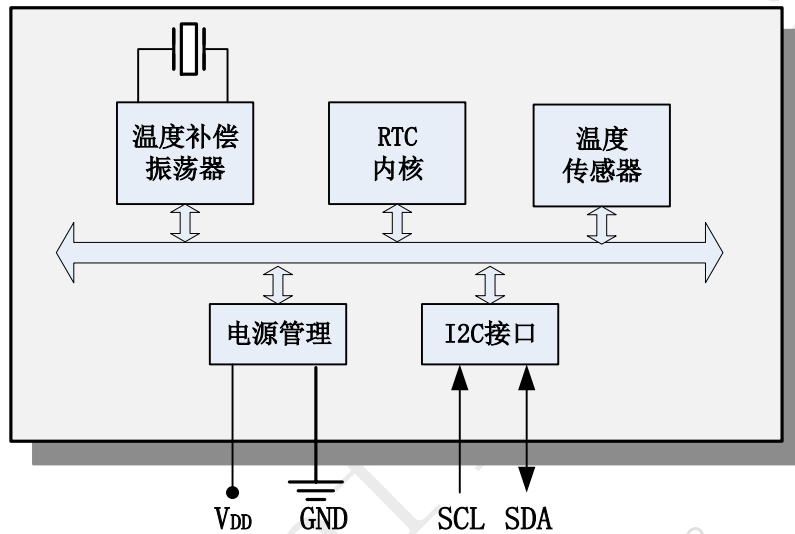 温度补偿
振荡器
RTC
内核
温度
传感器
电源管理
I2C接口
VDD
GND
SCL
SDA